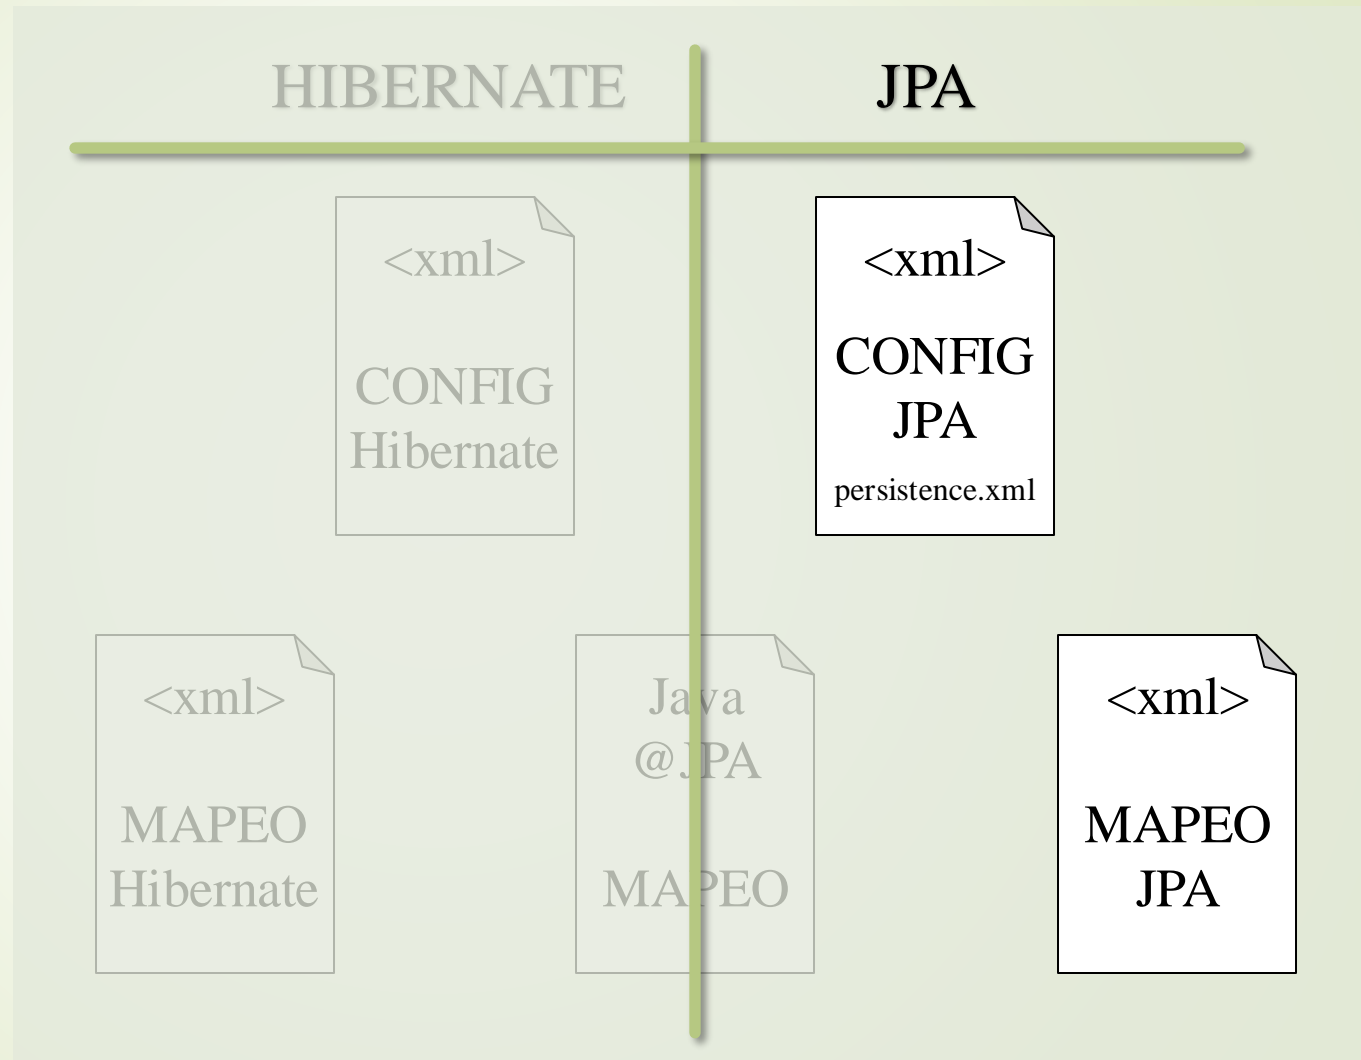 HIBERNATE
JPA
<xml>
CONFIG
Hibernate
<xml>
CONFIG
JPA
persistence.xml
<xml>
MAPEO
Hibernate
Java
@JPA
MAPEO
<xml>
MAPEO
JPA